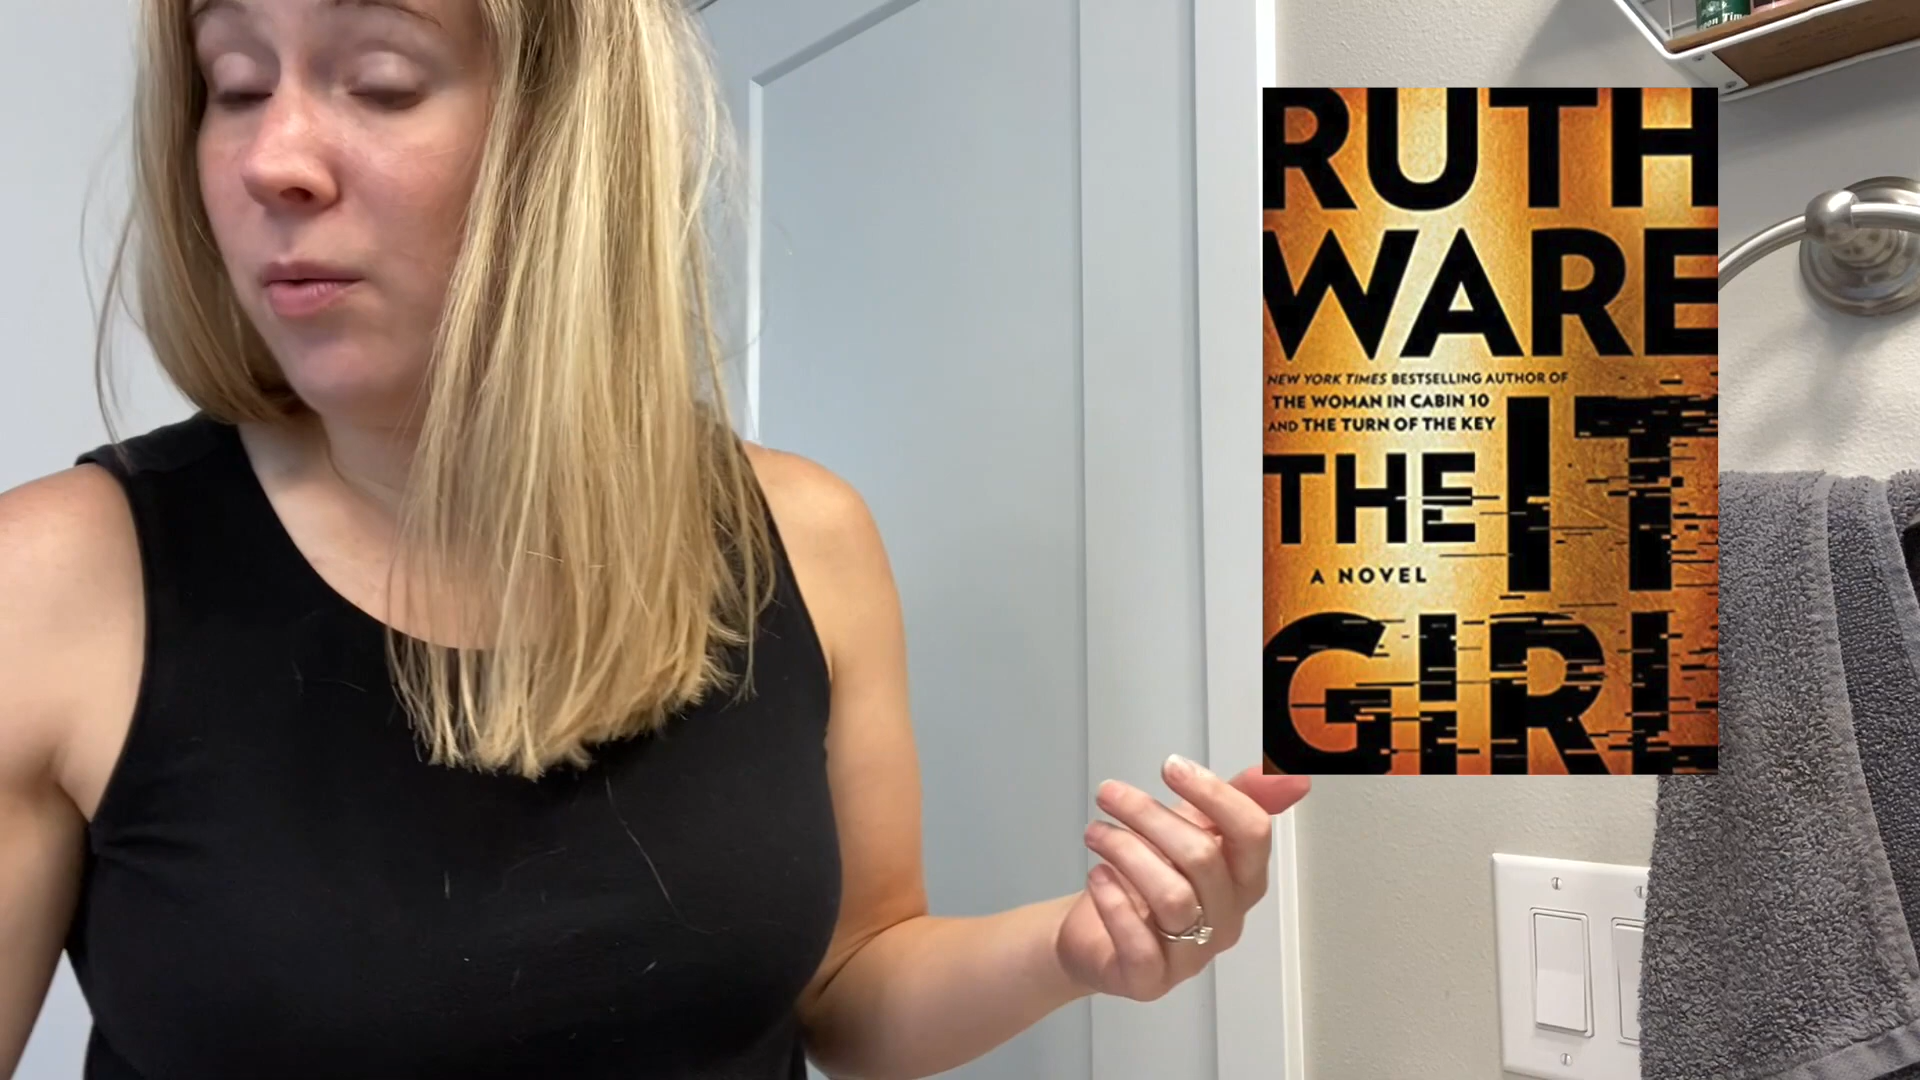 RUTH
WARE
NEW YORK TIMES BESTSELLING AUTHOR OF
THE WOMAN IN CABIN 10
AND THE TURN OF THE KEY
THE IT
A NOVEL
GIRL